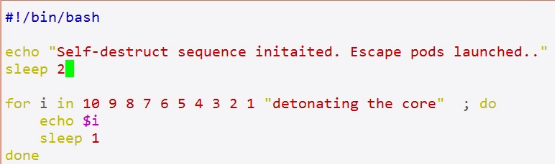 #!/bin/bash
echo "Self-destruct sequence initaited. Escape pods launched.."
sleep 2
for i in 10 9 8 7 6 5 4 3 2 1 "detonating the core"  ; do
    echo $i
    sleep 1
done